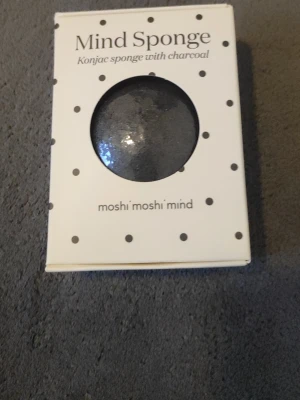 Mind Sponge
Konjac sponge with charcoal
moshi moshi mind